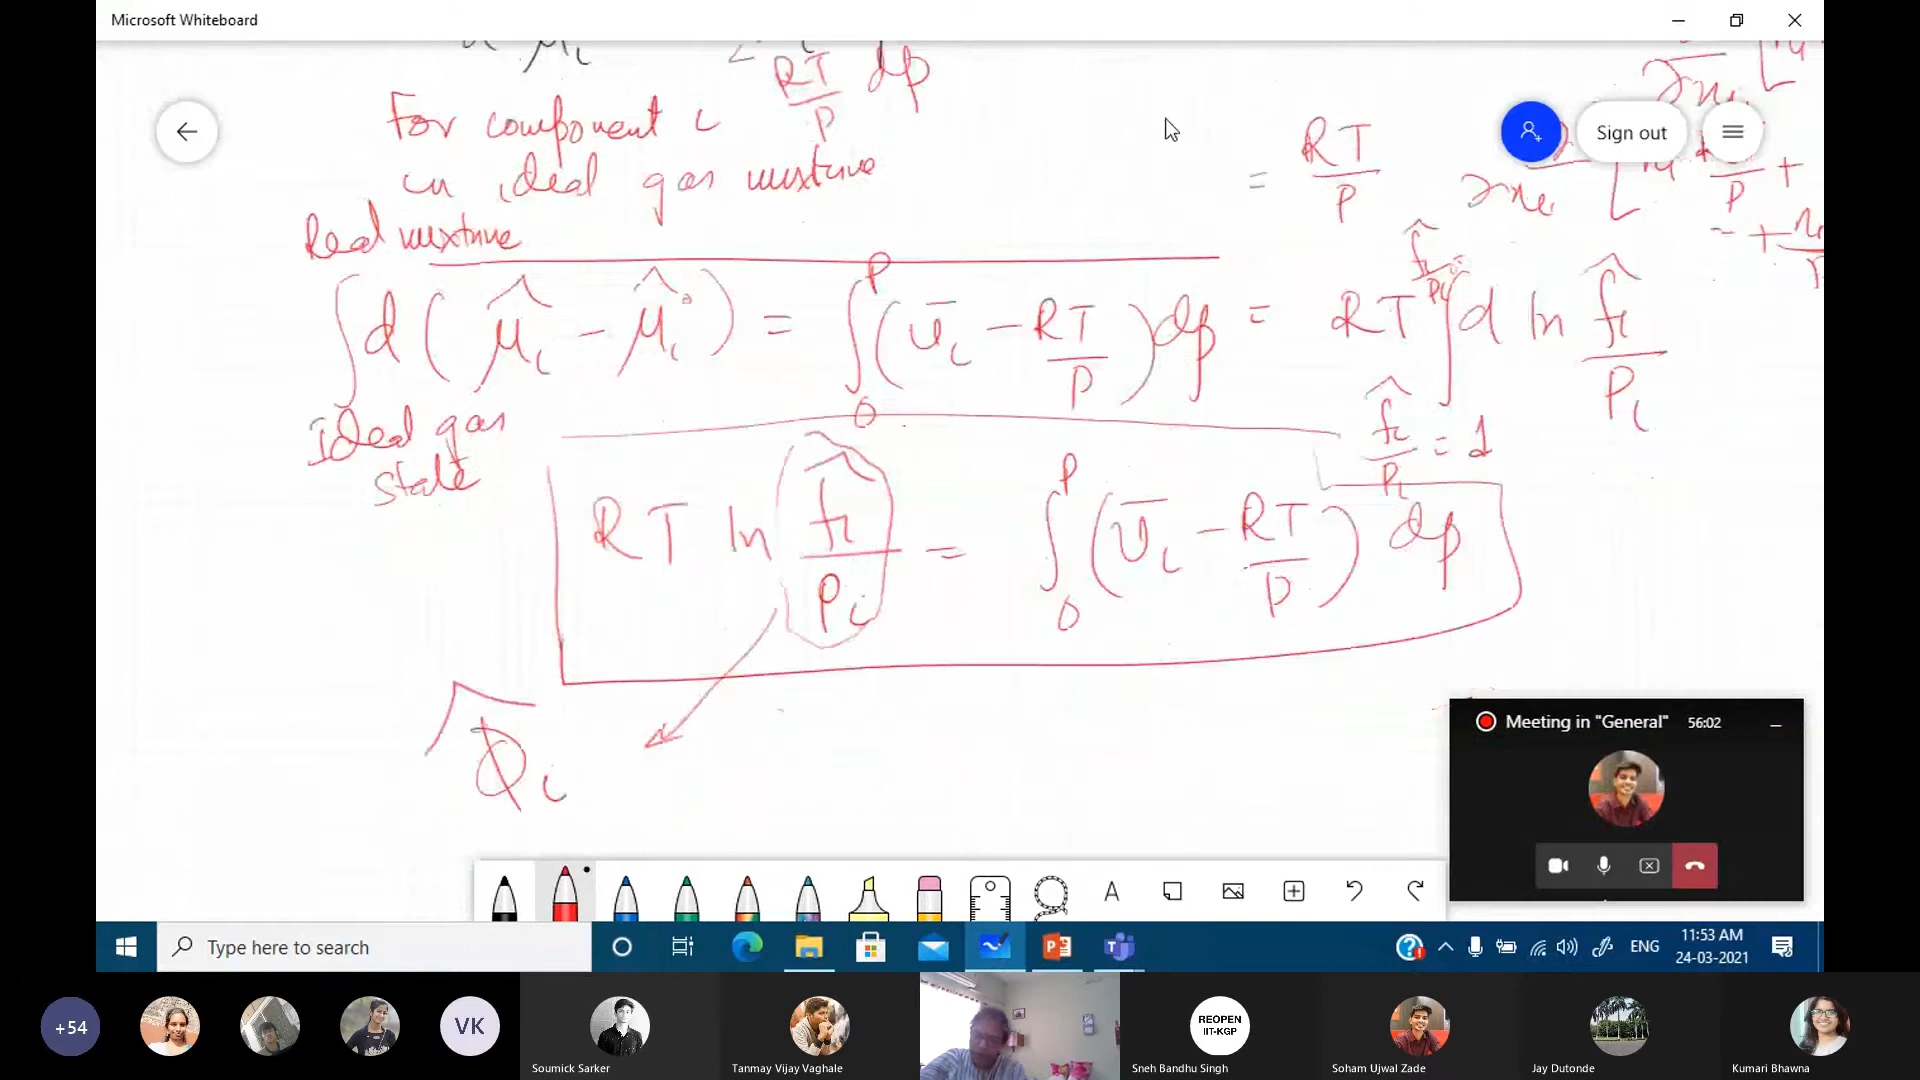 Microsoft Whiteboard
μ̂i
RT/P dp
For component i
in ideal gas mixture
= RT/P
Sign out
Real mixture
∫ d ( μ̂i − μ̂i° ) = ∫₀ᴾ ( v̄i − RT/P ) dp = RT ∫ d ln f̂i/Pi
f̂i/Pi
f̂i/Pi = 1
Ideal gas
state
RT ln f̂i/Pi = ∫₀ᴾ ( v̄i − RT/P ) dp
ϕ̂i
Meeting in "General" 56:02
A
Type here to search
ENG
11:53 AM
24-03-2021
+54
VK
REOPEN
IIT-KGP
Soumick Sarker
Tanmay Vijay Vaghale
Sneh Bandhu Singh
Soham Ujwal Zade
Jay Dutonde
Kumari Bhawna